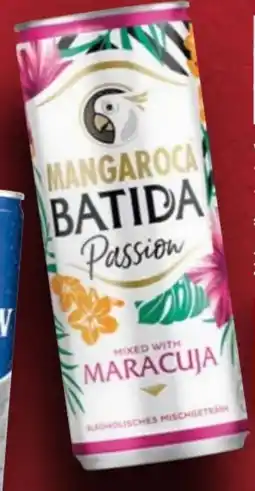 MANGAROCA
BATIDA
Passion
MIXED WITH
MARACUJA
ALKOHOLISCHES MISCHGETRÄNK